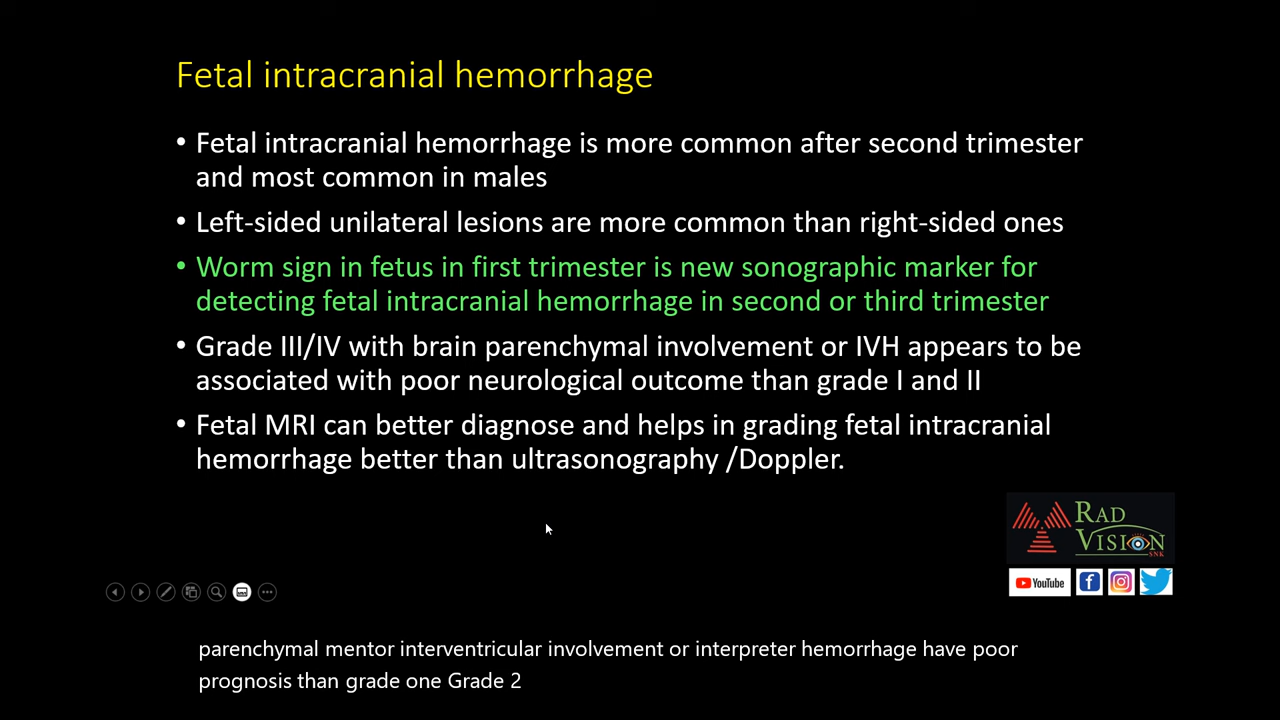 Fetal intracranial hemorrhage
• Fetal intracranial hemorrhage is more common after second trimester
and most common in males
• Left-sided unilateral lesions are more common than right-sided ones
• Worm sign in fetus in first trimester is new sonographic marker for
detecting fetal intracranial hemorrhage in second or third trimester
• Grade III/IV with brain parenchymal involvement or IVH appears to be
associated with poor neurological outcome than grade I and II
• Fetal MRI can better diagnose and helps in grading fetal intracranial
hemorrhage better than ultrasonography /Doppler.
RAD
VISION
SNK
YouTube
parenchymal mentor interventricular involvement or interpreter hemorrhage have poor
prognosis than grade one Grade 2